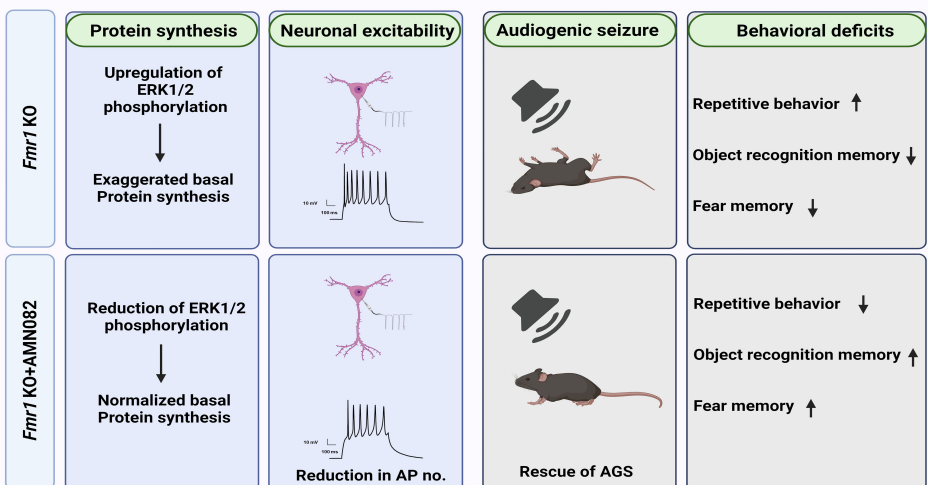 Protein synthesis
Neuronal excitability
Audiogenic seizure
Behavioral deficits
Fmr1 KO
Upregulation of
ERK1/2
phosphorylation
Exaggerated basal
Protein synthesis
10 mV
100 ms
Repetitive behavior
Object recognition memory
Fear memory
Fmr1 KO+AMN082
Reduction of ERK1/2
phosphorylation
Normalized basal
Protein synthesis
10 mV
100 ms
Reduction in AP no.
Rescue of AGS
Repetitive behavior
Object recognition memory
Fear memory